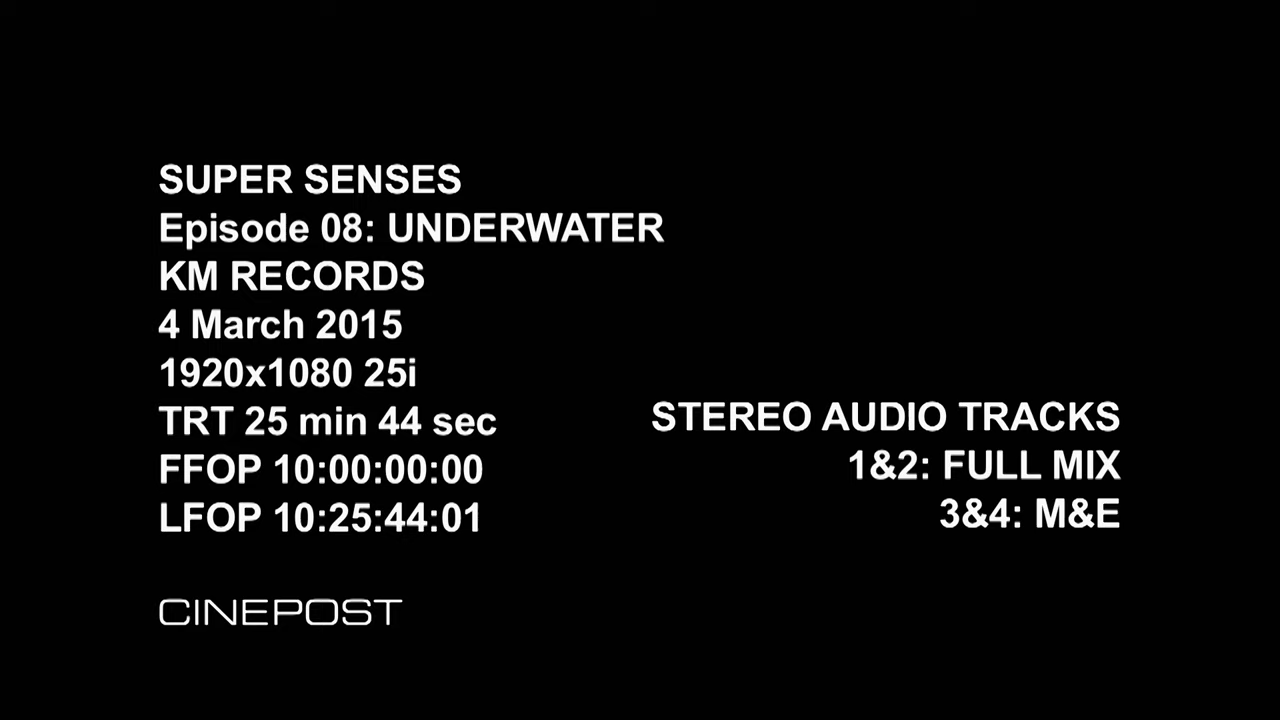 SUPER SENSES
Episode 08: UNDERWATER
KM RECORDS
4 March 2015
1920x1080 25i
TRT 25 min 44 sec
FFOP 10:00:00:00
LFOP 10:25:44:01
STEREO AUDIO TRACKS
1&2: FULL MIX
3&4: M&E
CINEPOST